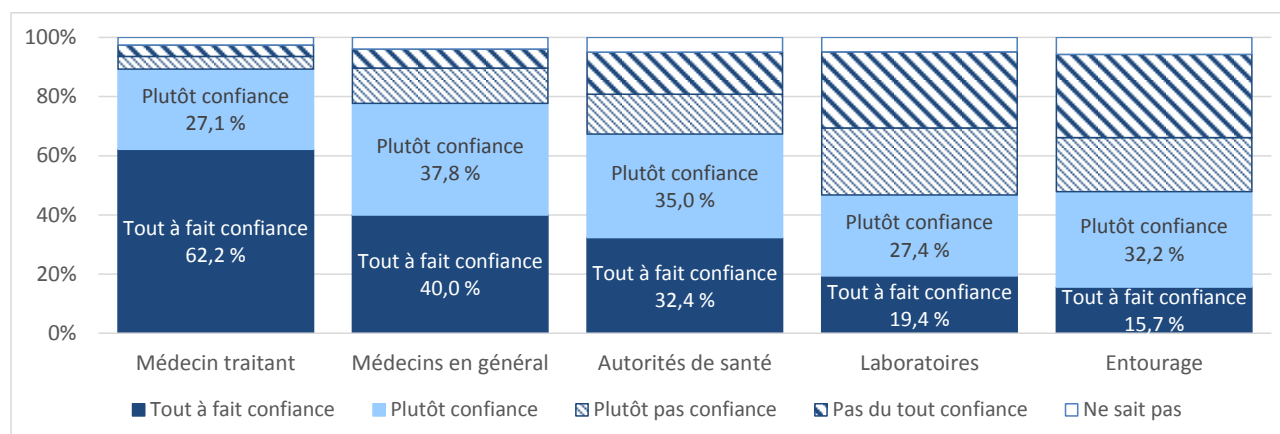 100%
80%
60%
40%
20%
0%
Plutôt confiance
27,1 %
Tout à fait confiance
62,2 %
Plutôt confiance
37,8 %
Tout à fait confiance
40,0 %
Plutôt confiance
35,0 %
Tout à fait confiance
32,4 %
Plutôt confiance
27,4 %
Tout à fait confiance
19,4 %
Plutôt confiance
32,2 %
Tout à fait confiance
15,7 %
Médecin traitant
Médecins en général
Autorités de santé
Laboratoires
Entourage
Tout à fait confiance
Plutôt confiance
Plutôt pas confiance
Pas du tout confiance
Ne sait pas